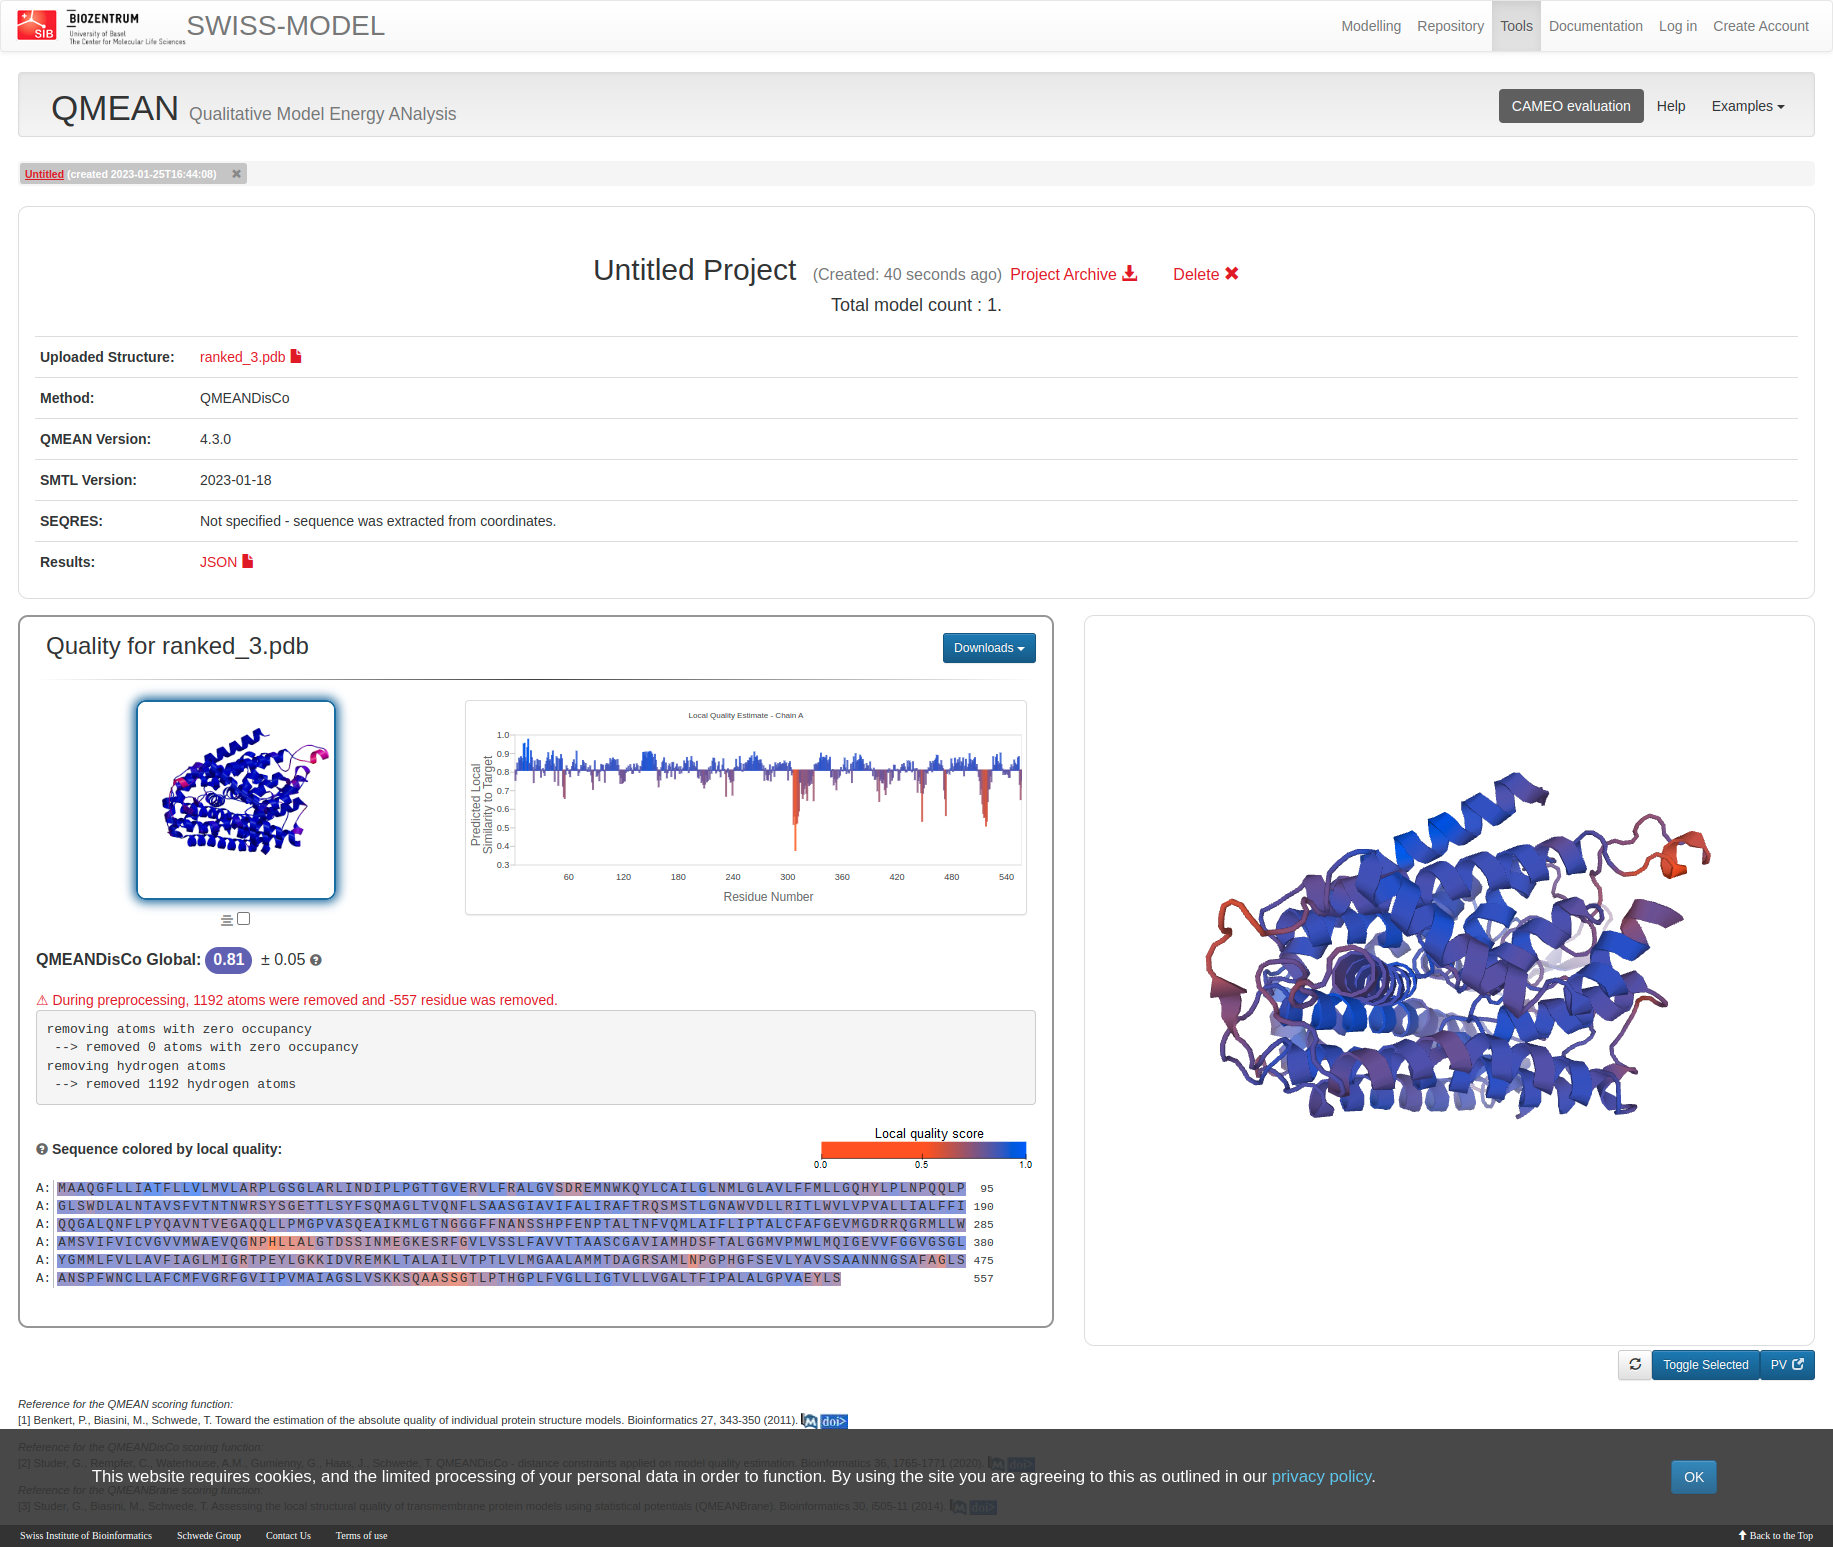 SIB
BIOZENTRUM
University of Basel
The Center for Molecular Life Sciences
SWISS-MODEL
Modelling Repository Tools Documentation Log in Create Account
QMEAN Qualitative Model Energy ANalysis
CAMEO evaluation Help Examples
Untitled (created 2023-01-25T16:44:08)
Untitled Project (Created: 40 seconds ago) Project Archive Delete
Total model count : 1.
Uploaded Structure: ranked_3.pdb
Method: QMEANDisCo
QMEAN Version: 4.3.0
SMTL Version: 2023-01-18
SEQRES: Not specified - sequence was extracted from coordinates.
Results: JSON
Quality for ranked_3.pdb
Downloads
Local Quality Estimate - Chain A
Predicted Local
Similarity to Target
1.0
0.9
0.8
0.7
0.6
0.5
0.4
0.3
60 120 180 240 300 360 420 480 540
Residue Number
QMEANDisCo Global: 0.81 ± 0.05
During preprocessing, 1192 atoms were removed and -557 residue was removed.
removing atoms with zero occupancy
--> removed 0 atoms with zero occupancy
removing hydrogen atoms
--> removed 1192 hydrogen atoms
Sequence colored by local quality:
Local quality score
0.0 0.5 1.0
A: MAAQGFLLIATFLLVLMVLARPLGSGLARLINDIPLPGTTGVERVLFRALGVSDREMNWKQYLCAILGLNMLGLAVLFFMLLGQHYLPLNPQQLP 95
A: GLSWDLALNTAVSFVTNTNWRSYSGETTLSYFSQMAGLTVQNFLSAASGIAVIFALIRAFTRQSMSTLGNAWVDLLRITLWVLVPVALLIALFFI 190
A: QQGALQNFLPYQAVNTVEGAQQLLPMGPVASQEAIKMLGTNGGGFFNANSSHPFENPTALTNFVQMLAIFLIPTALCFAFGEVMGDRRQGRMLLW 285
A: AMSVIFVICVGVVMWAEVQGNPHLLALGTDSSINMEGKESRFGVLVSSLFAVVTTAASCGAVIAMHDSFTALGGMVPMWLMQIGEVVFGGVGSGL 380
A: YGMMLFVLLAVFIAGLMIGRTPEYLGKKIDVREMKLTALAILVTPTLVLMGAALAMMTDAGRSAMLNPGPHGFSEVLYAVSSAANNNGSAFAGLS 475
A: ANSPFWNCLLAFCMFVGRFGVIIPVMAIAGSLVSKKSQAASSGTLPTHGPLFVGLLIGTVLLVGALTFIPALALGPVAEYLS 557
Toggle Selected PV
Reference for the QMEAN scoring function:
[1] Benkert, P., Biasini, M., Schwede, T. Toward the estimation of the absolute quality of individual protein structure models. Bioinformatics 27, 343-350 (2011). M doi>
Reference for the QMEANDisCo scoring function:
[2] Studer, G., Rempfer, C., Waterhouse, A.M., Gumienny, G., Haas, J., Schwede, T. QMEANDisCo - distance constraints applied on model quality estimation. Bioinformatics 36, 1765-1771 (2020). M doi>
This website requires cookies, and the limited processing of your personal data in order to function. By using the site you are agreeing to this as outlined in our privacy policy.
OK
Reference for the QMEANBrane scoring function:
[3] Studer, G., Biasini, M., Schwede, T. Assessing the local structural quality of transmembrane protein models using statistical potentials (QMEANBrane). Bioinformatics 30, i505-11 (2014). M doi>
Swiss Institute of Bioinformatics Schwede Group Contact Us Terms of use
Back to the Top